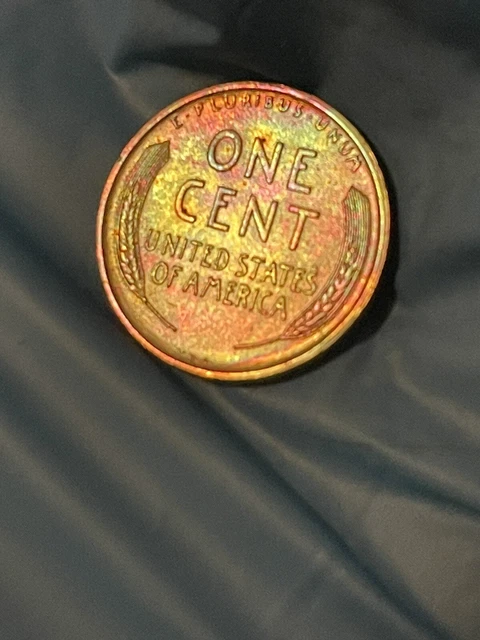 E·PLURIBUS·UNUM
ONE
CENT
UNITED STATES
OF AMERICA